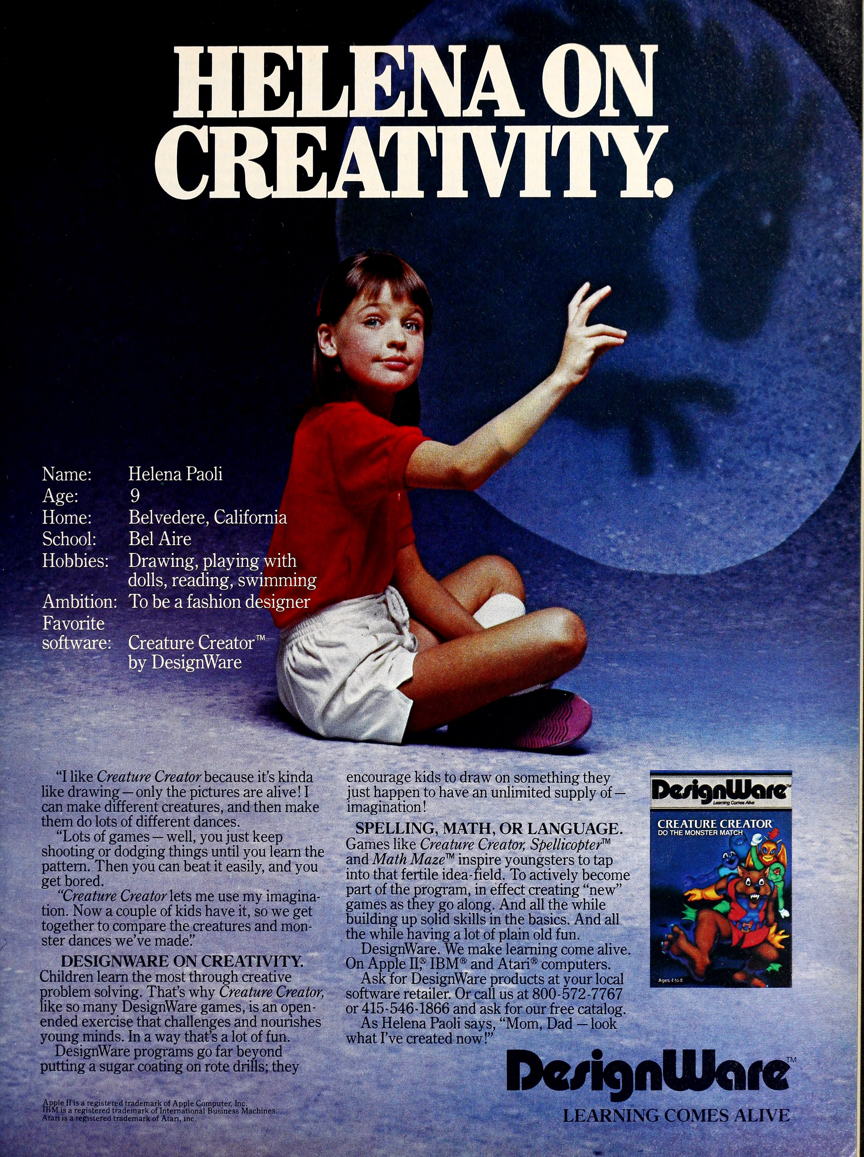 HELENA ON
CREATIVITY.
Name: Helena Paoli
Age: 9
Home: Belvedere, California
School: Bel Aire
Hobbies: Drawing, playing with
dolls, reading, swimming
Ambition: To be a fashion designer
Favorite
software: Creature Creator™
by DesignWare
“I like Creature Creator because it's kinda
like drawing — only the pictures are alive! I
can make different creatures, and then make
them do lots of different dances.
“Lots of games — well, you just keep
shooting or dodging things until you learn the
pattern. Then you can beat it easily, and you
get bored.
“Creature Creator lets me use my imagina-
tion. Now a couple of kids have it, so we get
together to compare the creatures and mon-
ster dances we've made.”
DESIGNWARE ON CREATIVITY.
Children learn the most through creative
problem solving. That's why Creature Creator,
like so many DesignWare games, is an open-
ended exercise that challenges and nourishes
young minds. In a way that's a lot of fun.
DesignWare programs go far beyond
putting a sugar coating on rote drills; they
encourage kids to draw on something they
just happen to have an unlimited supply of —
imagination!
SPELLING, MATH, OR LANGUAGE.
Games like Creature Creator, Spellicopter™
and Math Maze™ inspire youngsters to tap
into that fertile idea-field. To actively become
part of the program, in effect creating “new”
games as they go along. And all the while
building up solid skills in the basics. And all
the while having a lot of plain old fun.
DesignWare. We make learning come alive.
On Apple II,® IBM® and Atari® computers.
Ask for DesignWare products at your local
software retailer. Or call us at 800-572-7767
or 415-546-1866 and ask for our free catalog.
As Helena Paoli says, “Mom, Dad — look
what I've created now!”
DesignWare™
Learning Comes Alive
CREATURE CREATOR
DO THE MONSTER MATCH
Ages 4 to 8
DesignWare™
LEARNING COMES ALIVE
Apple II is a registered trademark of Apple Computer, Inc.
IBM is a registered trademark of International Business Machines.
Atari is a registered trademark of Atari, Inc.